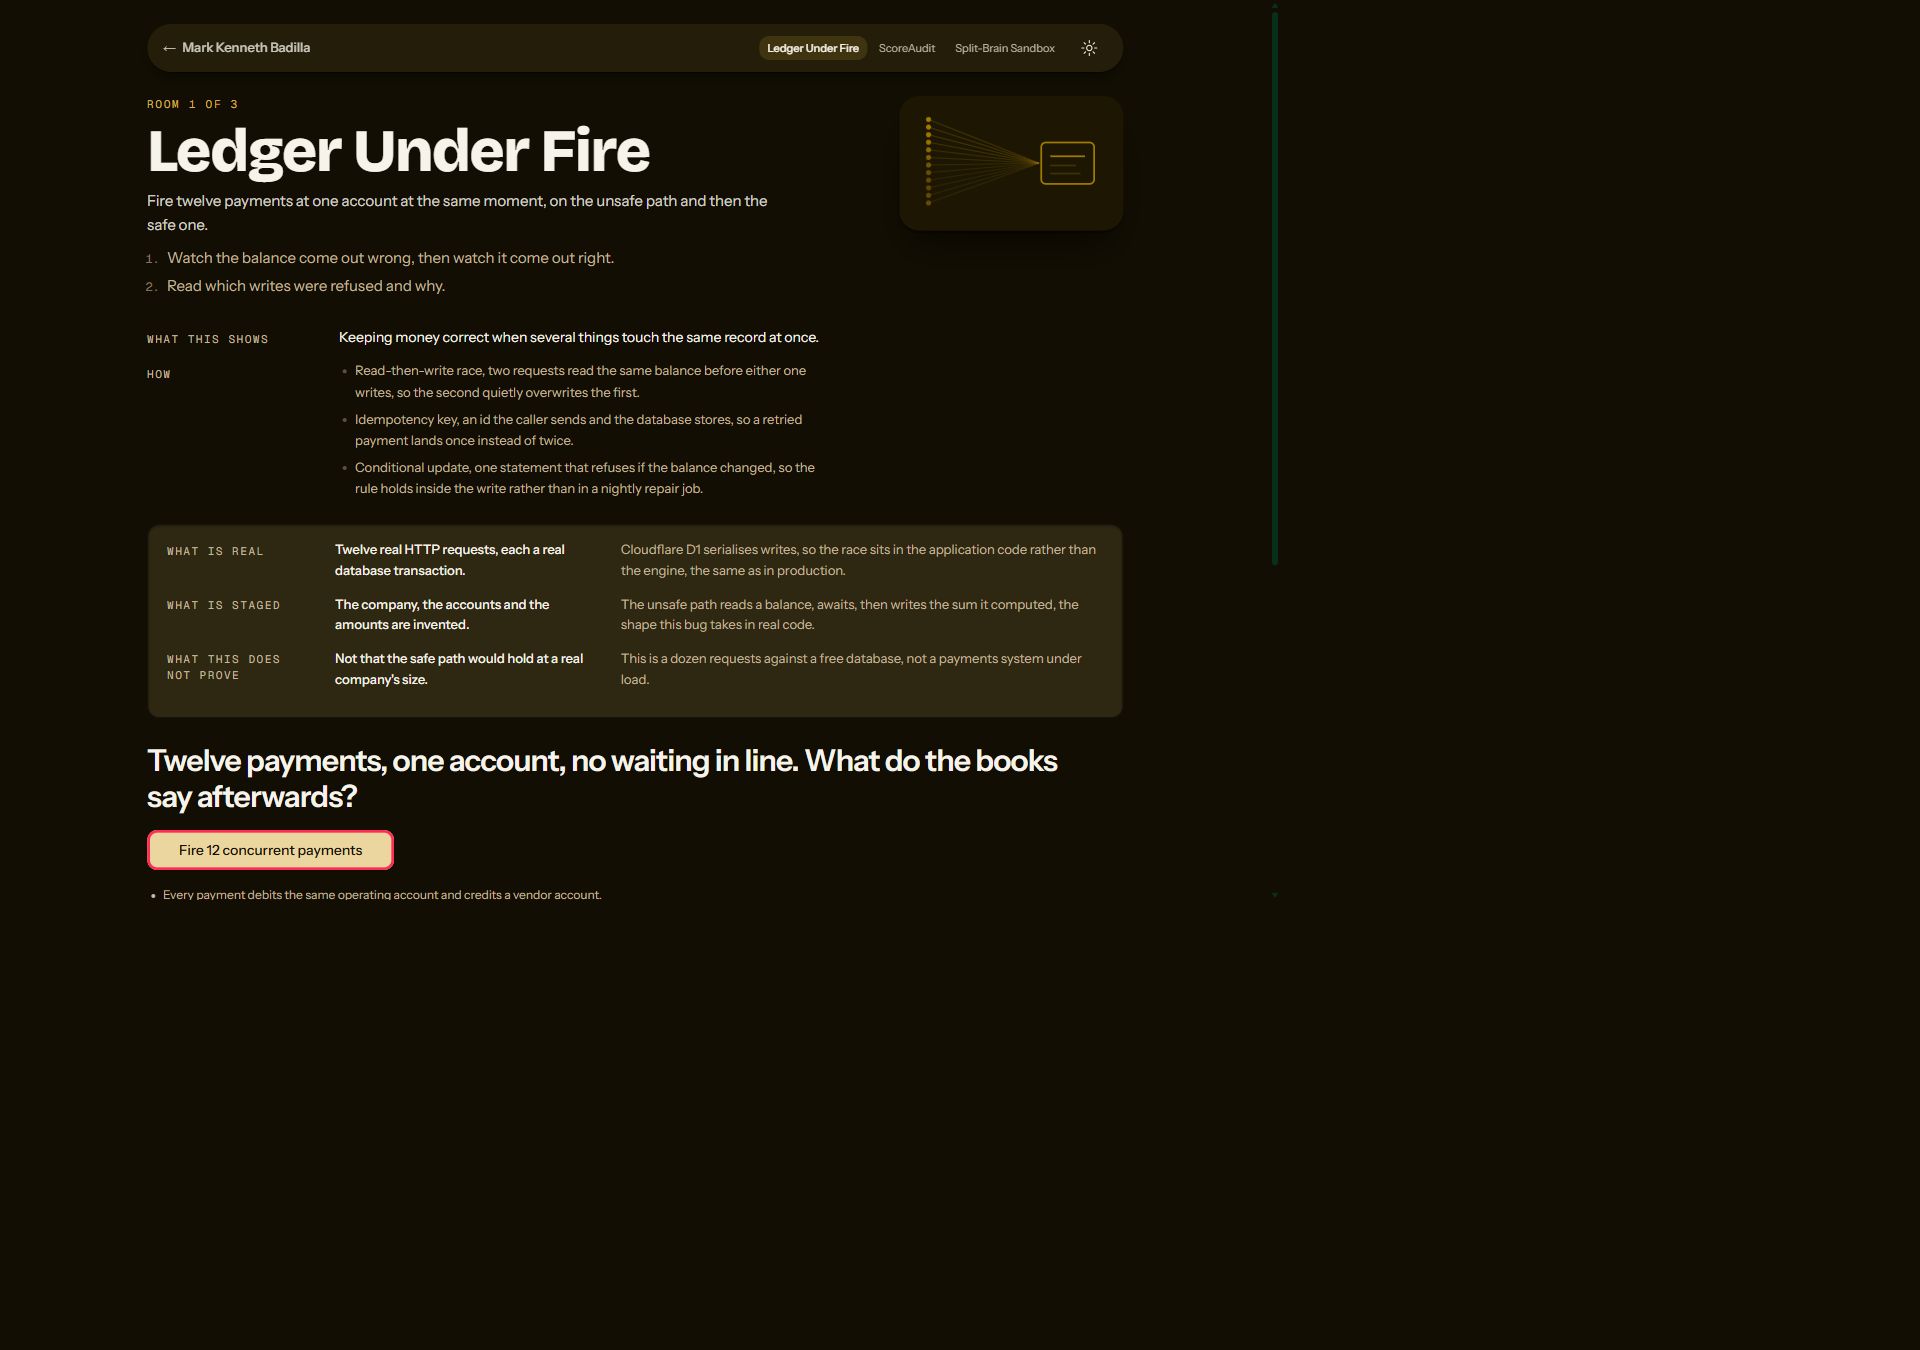 ← Mark Kenneth Badilla
Ledger Under Fire
ScoreAudit
Split-Brain Sandbox
ROOM 1 OF 3
Ledger Under Fire
Fire twelve payments at one account at the same moment, on the unsafe path and then the
safe one.
1. Watch the balance come out wrong, then watch it come out right.
2. Read which writes were refused and why.
WHAT THIS SHOWS
Keeping money correct when several things touch the same record at once.
HOW
• Read-then-write race, two requests read the same balance before either one
writes, so the second quietly overwrites the first.
• Idempotency key, an id the caller sends and the database stores, so a retried
payment lands once instead of twice.
• Conditional update, one statement that refuses if the balance changed, so the
rule holds inside the write rather than in a nightly repair job.
WHAT IS REAL
Twelve real HTTP requests, each a real
database transaction.
Cloudflare D1 serialises writes, so the race sits in the application code rather than
the engine, the same as in production.
WHAT IS STAGED
The company, the accounts and the
amounts are invented.
The unsafe path reads a balance, awaits, then writes the sum it computed, the
shape this bug takes in real code.
WHAT THIS DOES
NOT PROVE
Not that the safe path would hold at a real
company's size.
This is a dozen requests against a free database, not a payments system under
load.
Twelve payments, one account, no waiting in line. What do the books
say afterwards?
Fire 12 concurrent payments
• Every payment debits the same operating account and credits a vendor account.